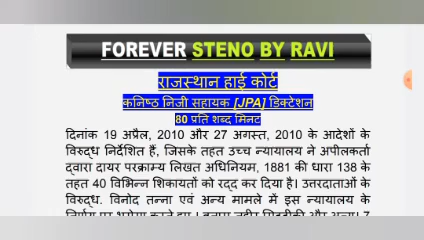 FOREVER STENO BY RAVI
राजस्थान हाई कोर्ट
कनिष्ठ निजी सहायक [JPA] डिक्टेशन
80 प्रति शब्द मिनट
दिनांक 19 अप्रैल, 2010 और 27 अगस्त, 2010 के आदेशों के
विरुद्ध निर्देशित हैं, जिसके तहत उच्च न्यायालय ने अपीलकर्ता
द्वारा दायर परक्राम्य लिखत अधिनियम, 1881 की धारा 138 के
तहत 40 विभिन्न शिकायतों को रद्द कर दिया है। उत्तरदाताओं के
विरुद्ध. विनोद तन्ना एवं अन्य मामले में इस न्यायालय के